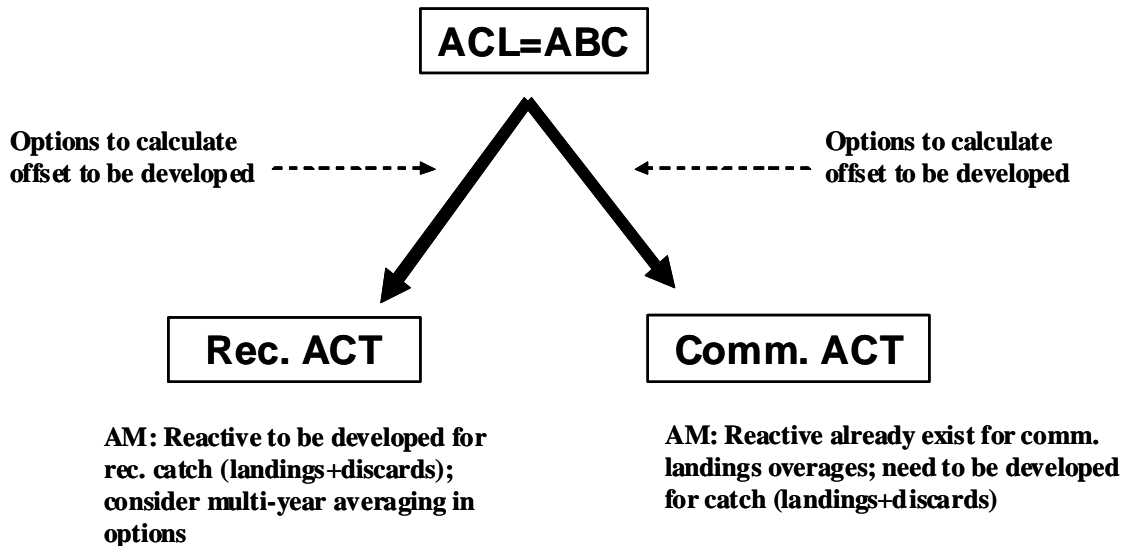 ACL=ABC
Options to calculate
offset to be developed
Options to calculate
offset to be developed
Rec. ACT
Comm. ACT
AM: Reactive to be developed for
rec. catch (landings+discards);
consider multi-year averaging in
options
AM: Reactive already exist for comm.
landings overages; need to be developed
for catch (landings+discards)